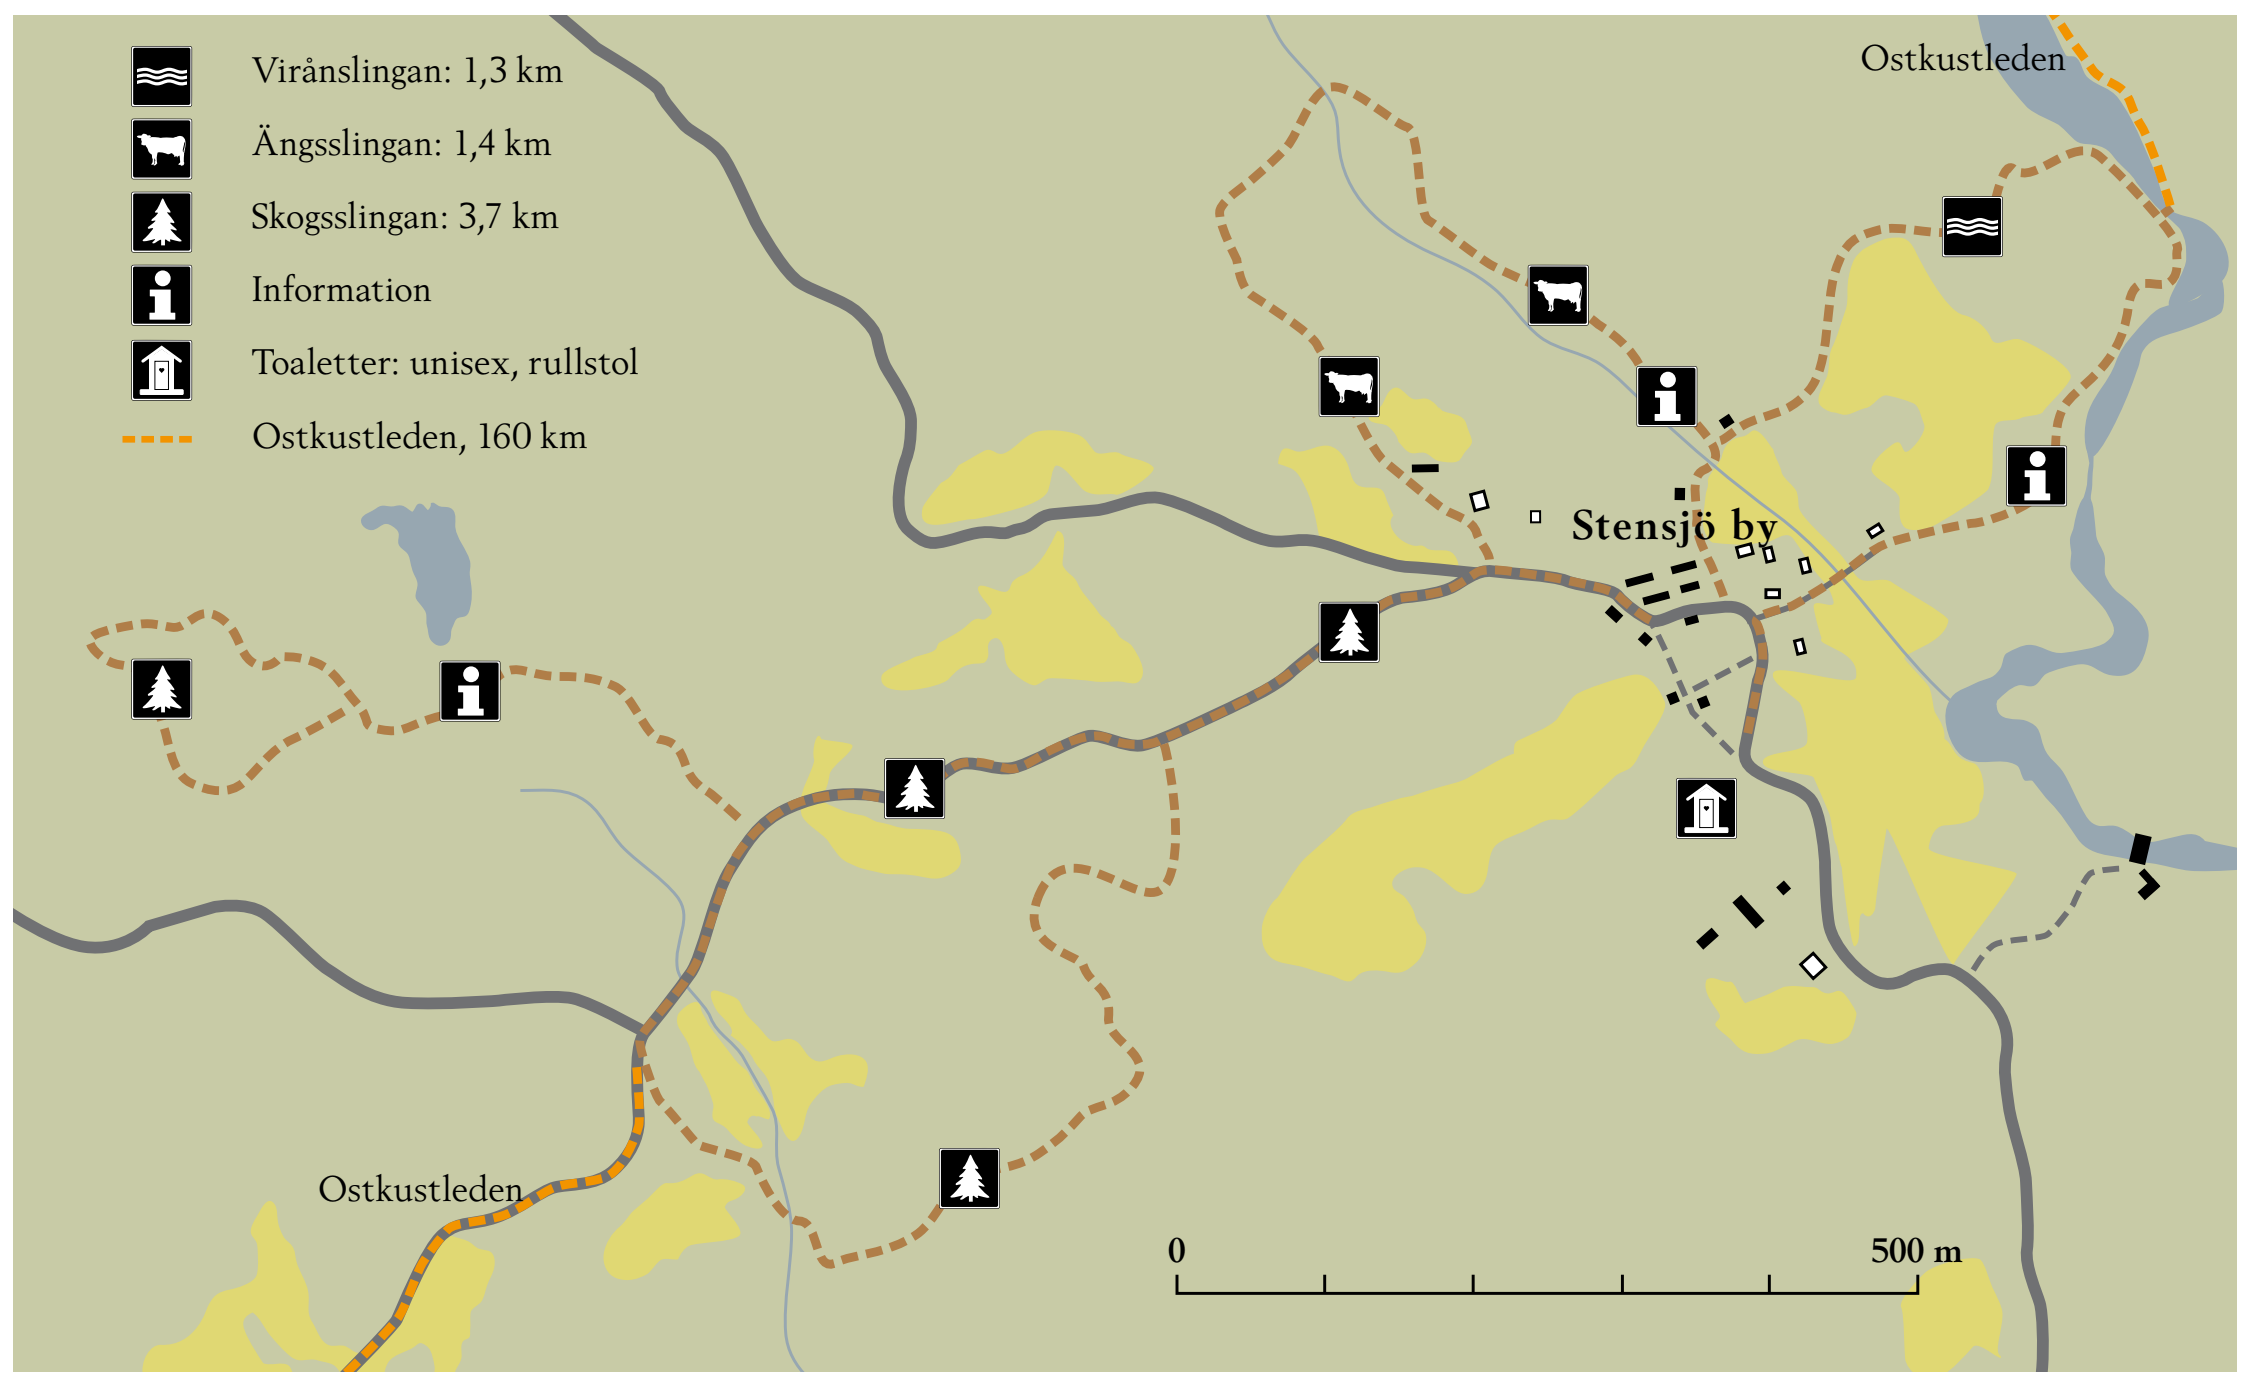 Virånslingan: 1,3 km
Ängsslingan: 1,4 km
Skogsslingan: 3,7 km
Information
Toaletter: unisex, rullstol
Ostkustleden, 160 km
Ostkustleden
Stensjö by
Ostkustleden
0
500 m